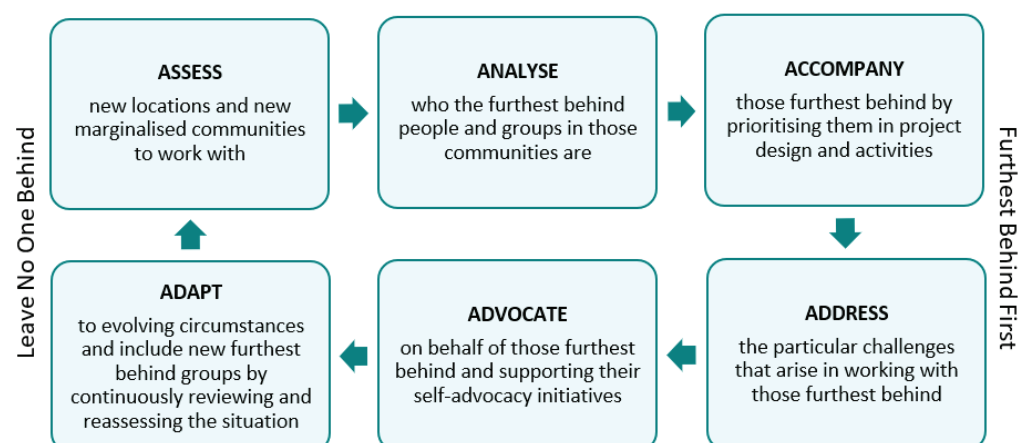 Leave No One Behind
ASSESS
new locations and new
marginalised communities
to work with
ANALYSE
who the furthest behind
people and groups in those
communities are
ACCOMPANY
those furthest behind by
prioritising them in project
design and activities
Furthest Behind First
ADDRESS
the particular challenges
that arise in working with
those furthest behind
ADVOCATE
on behalf of those furthest
behind and supporting their
self-advocacy initiatives
ADAPT
to evolving circumstances
and include new furthest
behind groups by
continuously reviewing and
reassessing the situation